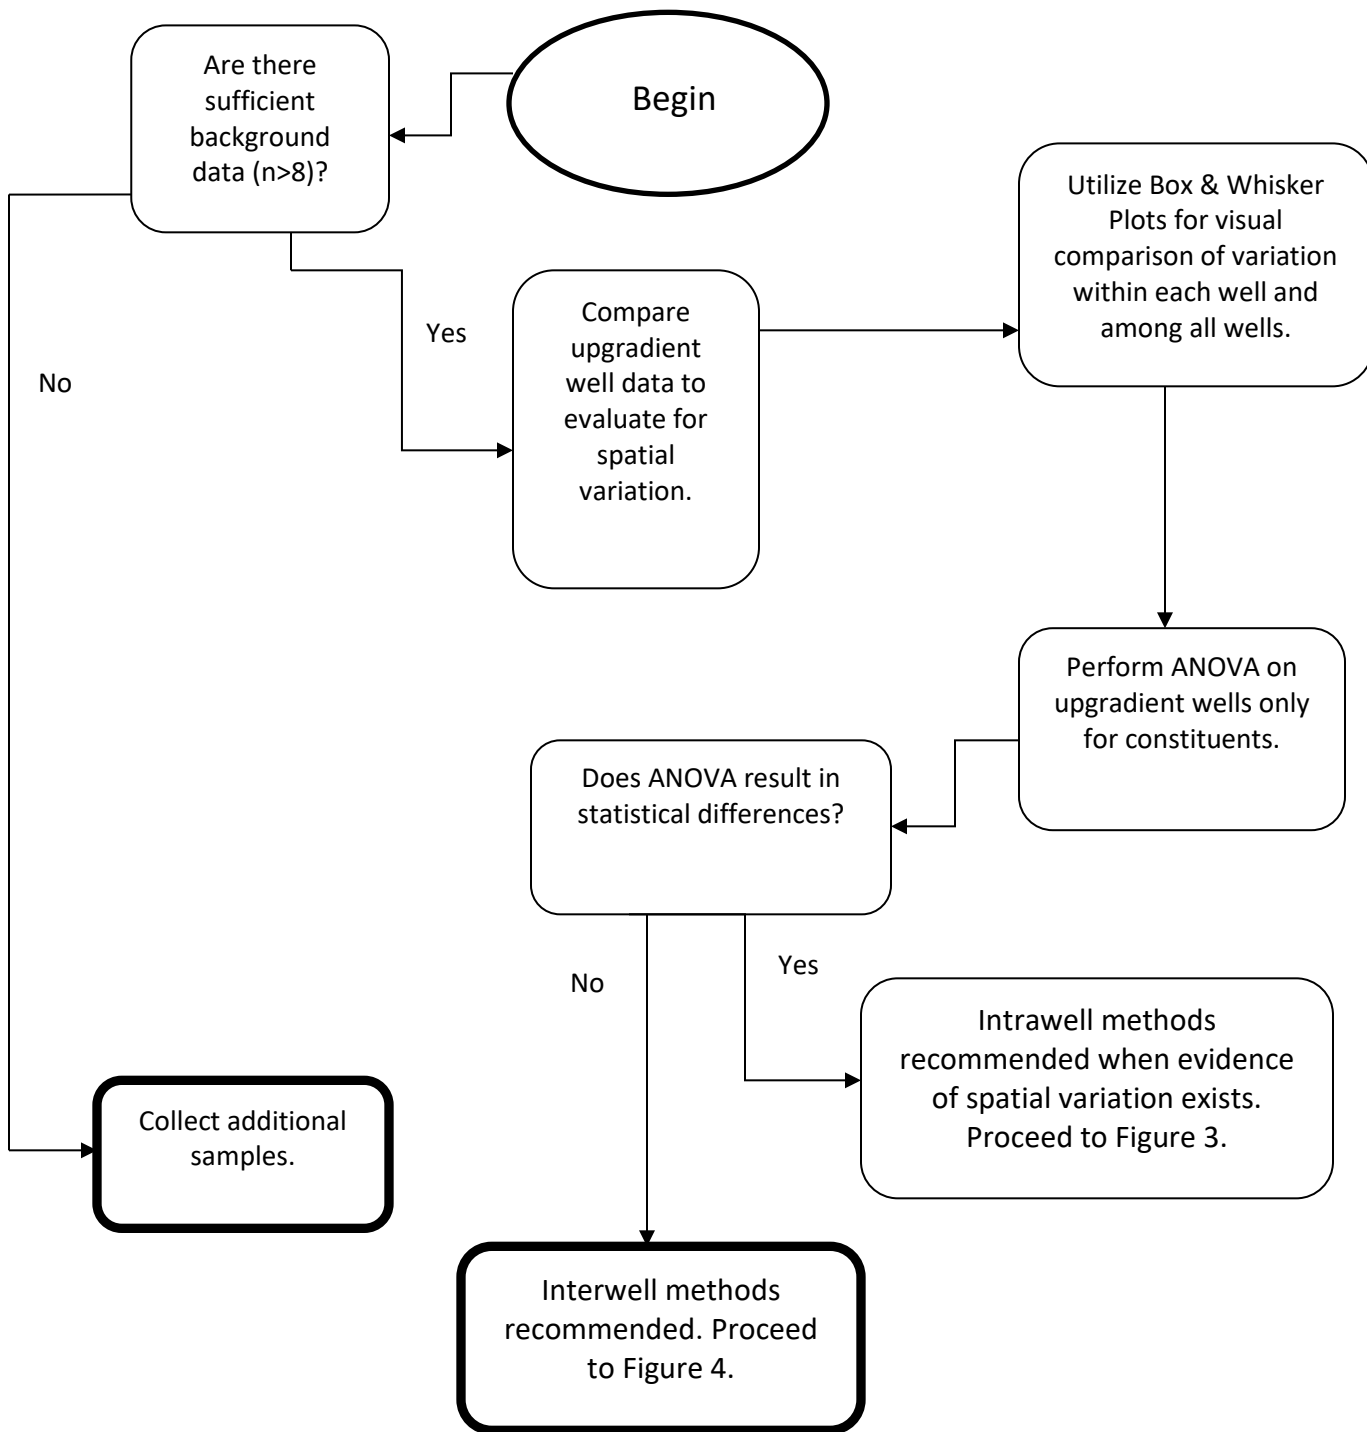 Begin
Are there
sufficient
background
data (n>8)?
Utilize Box & Whisker
Plots for visual
comparison of variation
within each well and
among all wells.
Compare
upgradient
well data to
evaluate for
spatial
variation.
Yes
No
Perform ANOVA on
upgradient wells only
for constituents.
Does ANOVA result in
statistical differences?
Yes
No
Intrawell methods
recommended when evidence
of spatial variation exists.
Proceed to Figure 3.
Collect additional
samples.
Interwell methods
recommended. Proceed
to Figure 4.